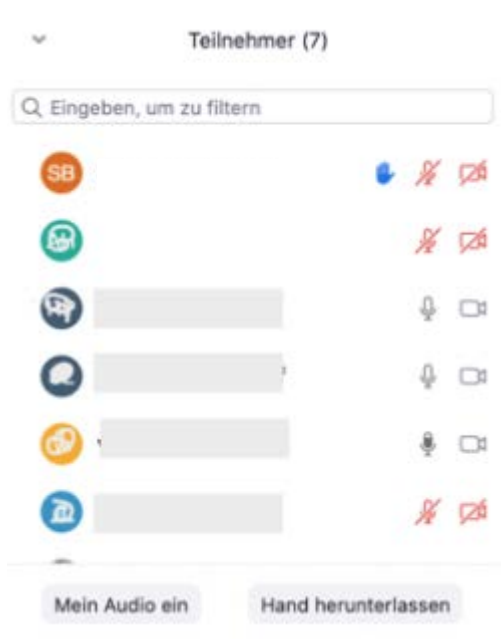 Teilnehmer (7)
Eingeben, um zu filtern
SB
Mein Audio ein
Hand herunterlassen